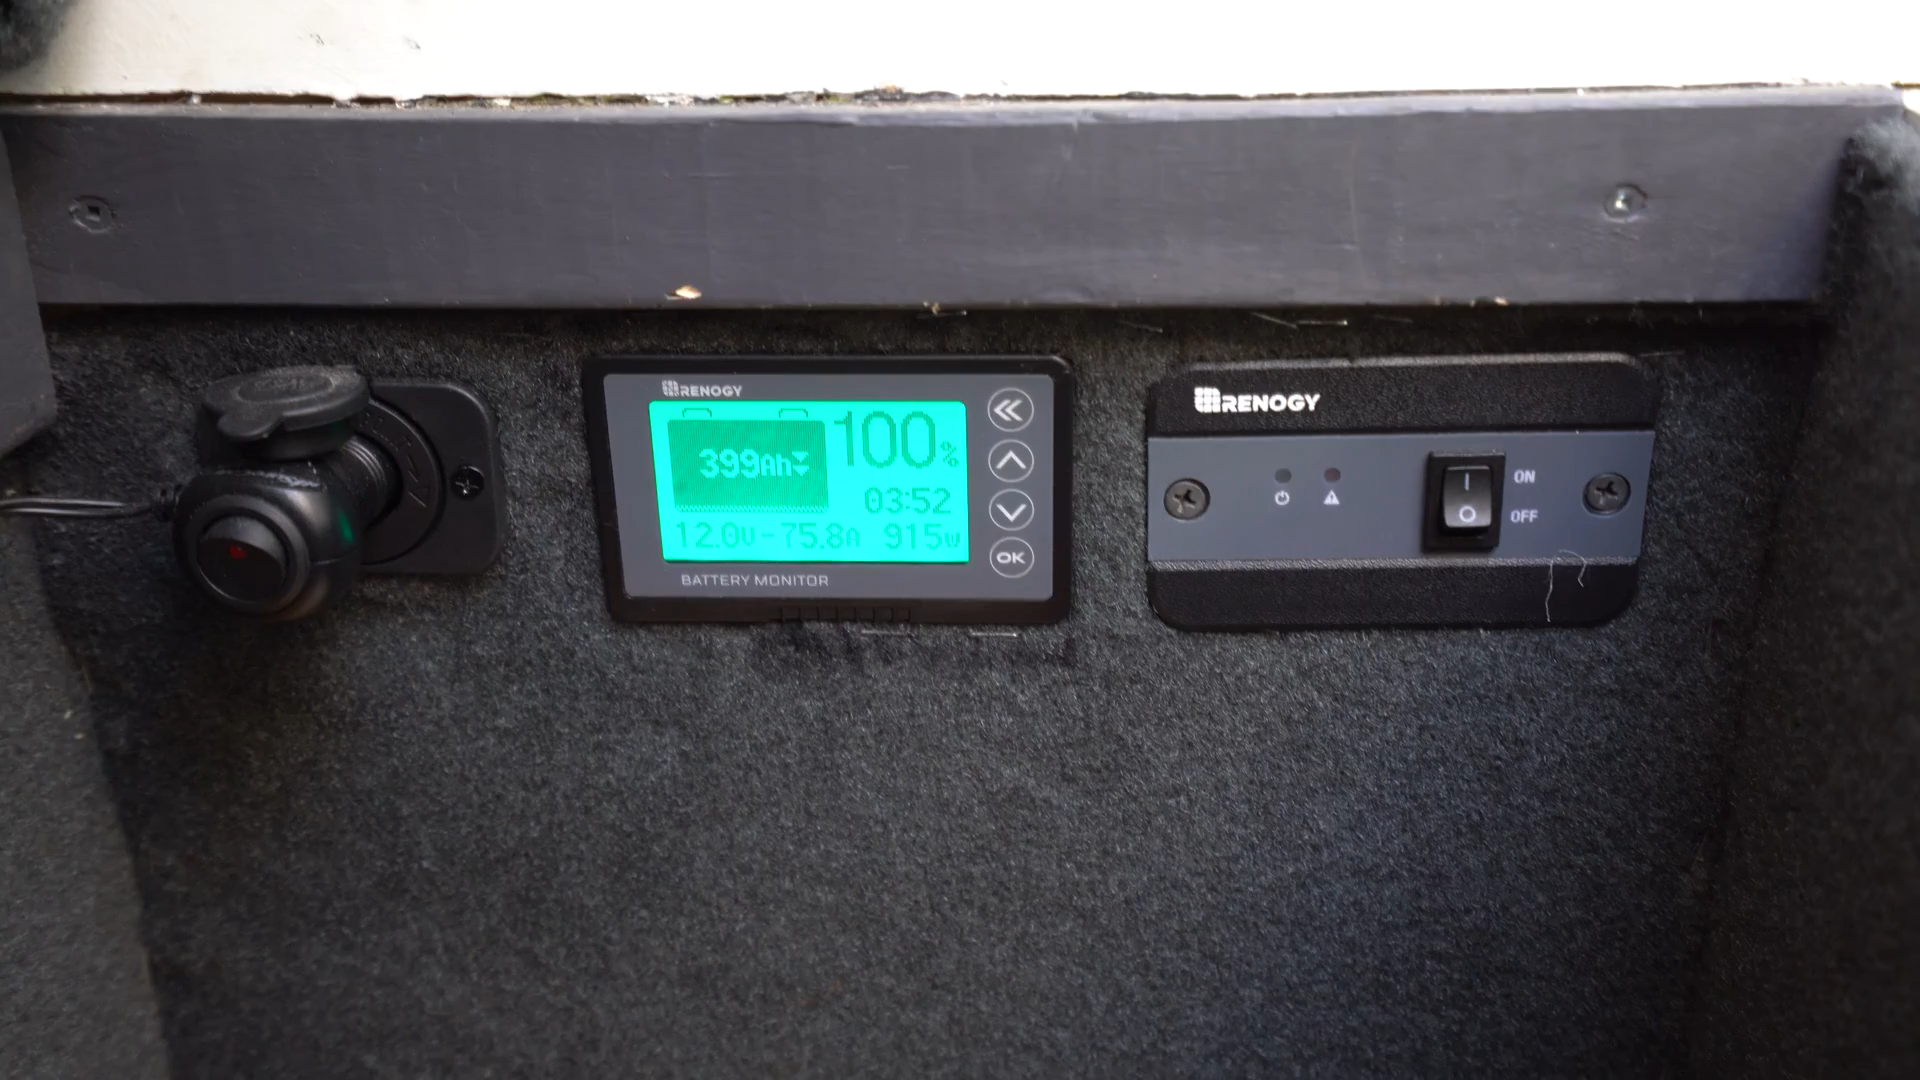 RENOGY
100%
399Ah
03:52
12.0V -75.8A 915W
OK
BATTERY MONITOR
RENOGY
ON
OFF